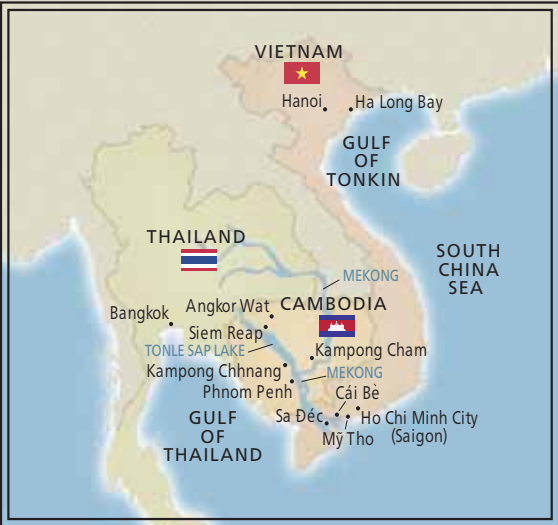 VIETNAM
Hanoi
Ha Long Bay
GULF
OF
TONKIN
THAILAND
SOUTH
CHINA
SEA
MEKONG
Angkor Wat
CAMBODIA
Bangkok
Siem Reap
TONLE SAP LAKE
Kampong Cham
Kampong Chhnang
MEKONG
Phnom Penh
Cái Bè
Sa Đéc
Ho Chi Minh City
(Saigon)
Mỹ Tho
GULF
OF
THAILAND